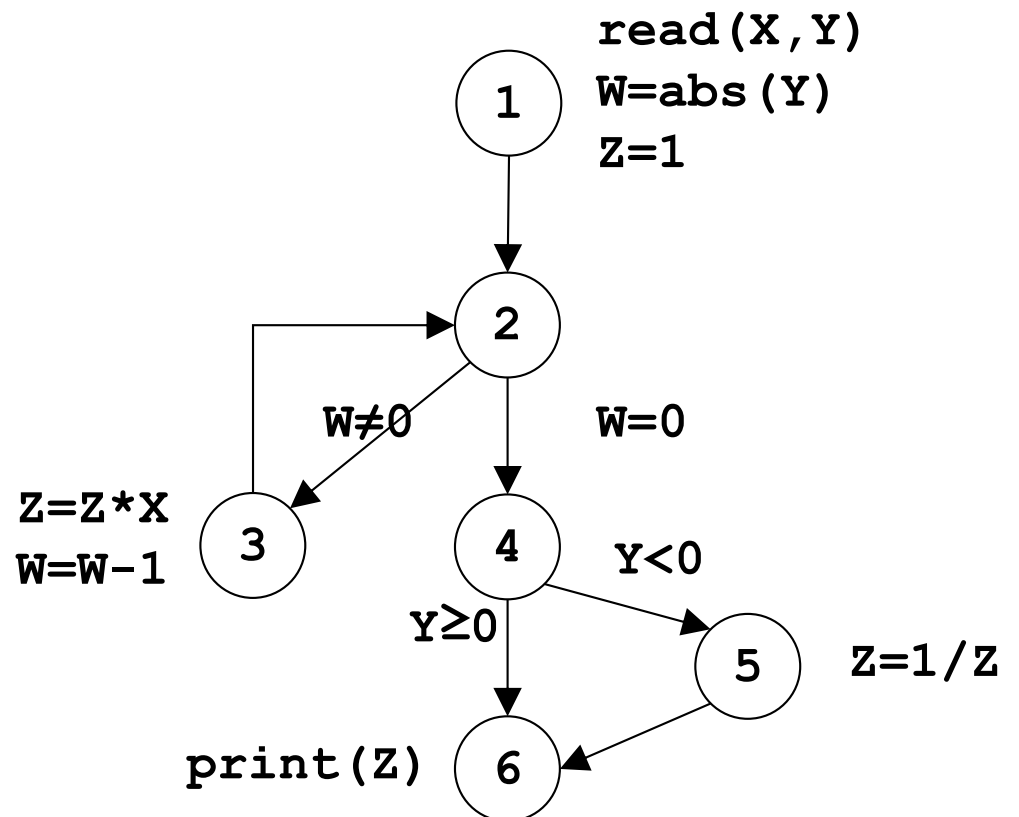 read(X,Y)
1
W=abs(Y)
Z=1
2
W≠0
W=0
Z=Z*X
3
W=W-1
4
Y<0
Y≥0
5
Z=1/Z
print(Z)
6